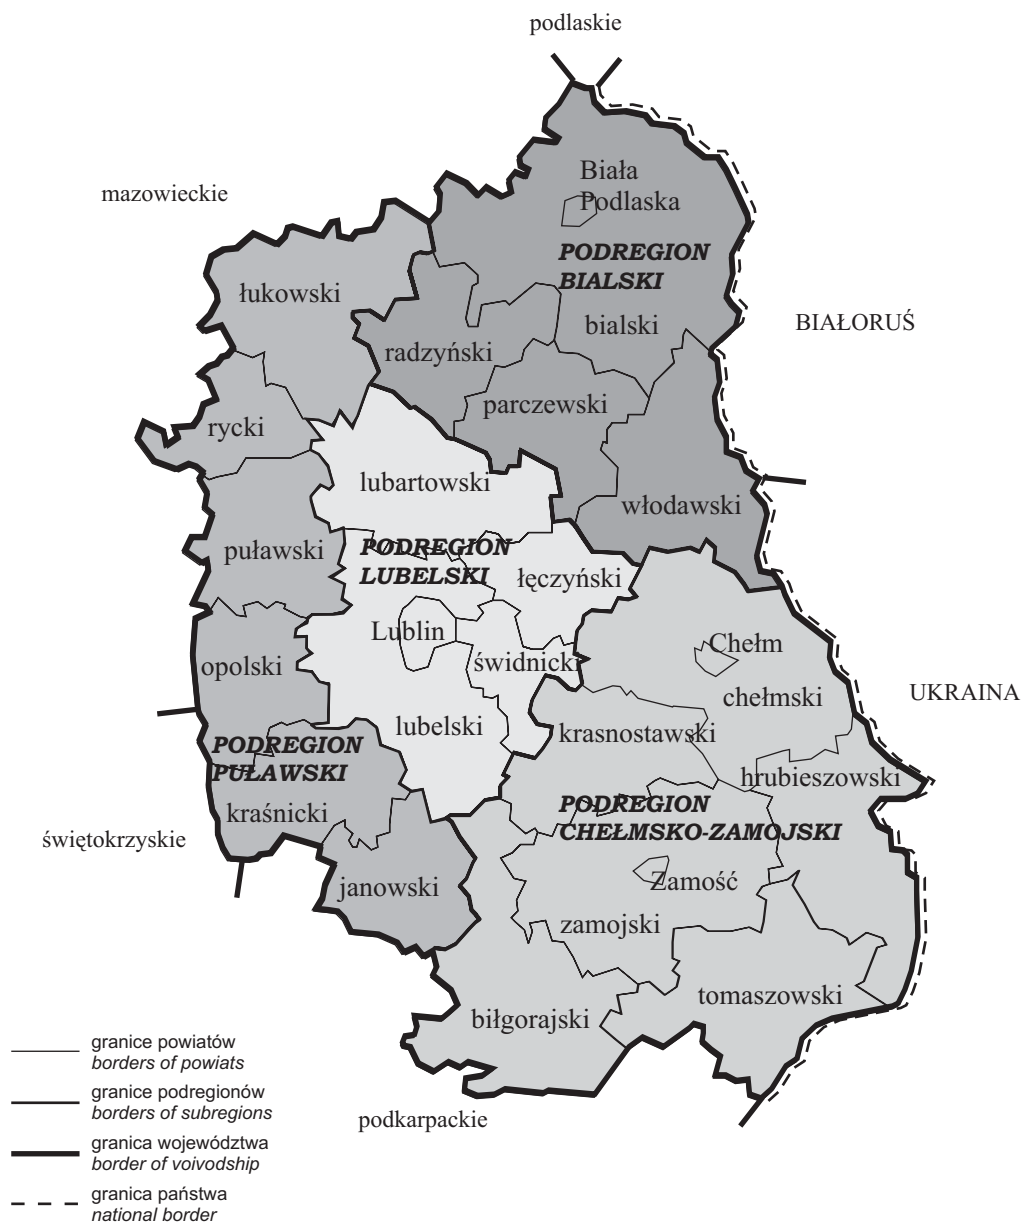 podlaskie
mazowieckie
Biała
Podlaska
PODREGION
BIALSKI
łukowski
bialski
BIAŁORUŚ
radzyński
parczewski
rycki
lubartowski
włodawski
puławski
PODREGION
LUBELSKI
łęczyński
Lublin
Chełm
opolski
świdnicki
chełmski
UKRAINA
lubelski
krasnostawski
PODREGION
PUŁAWSKI
hrubieszowski
kraśnicki
PODREGION
CHEŁMSKO-ZAMOJSKI
świętokrzyskie
janowski
Zamość
zamojski
tomaszowski
biłgorajski
podkarpackie
granice powiatów
borders of powiats
granice podregionów
borders of subregions
granica województwa
border of voivodship
granica państwa
national border